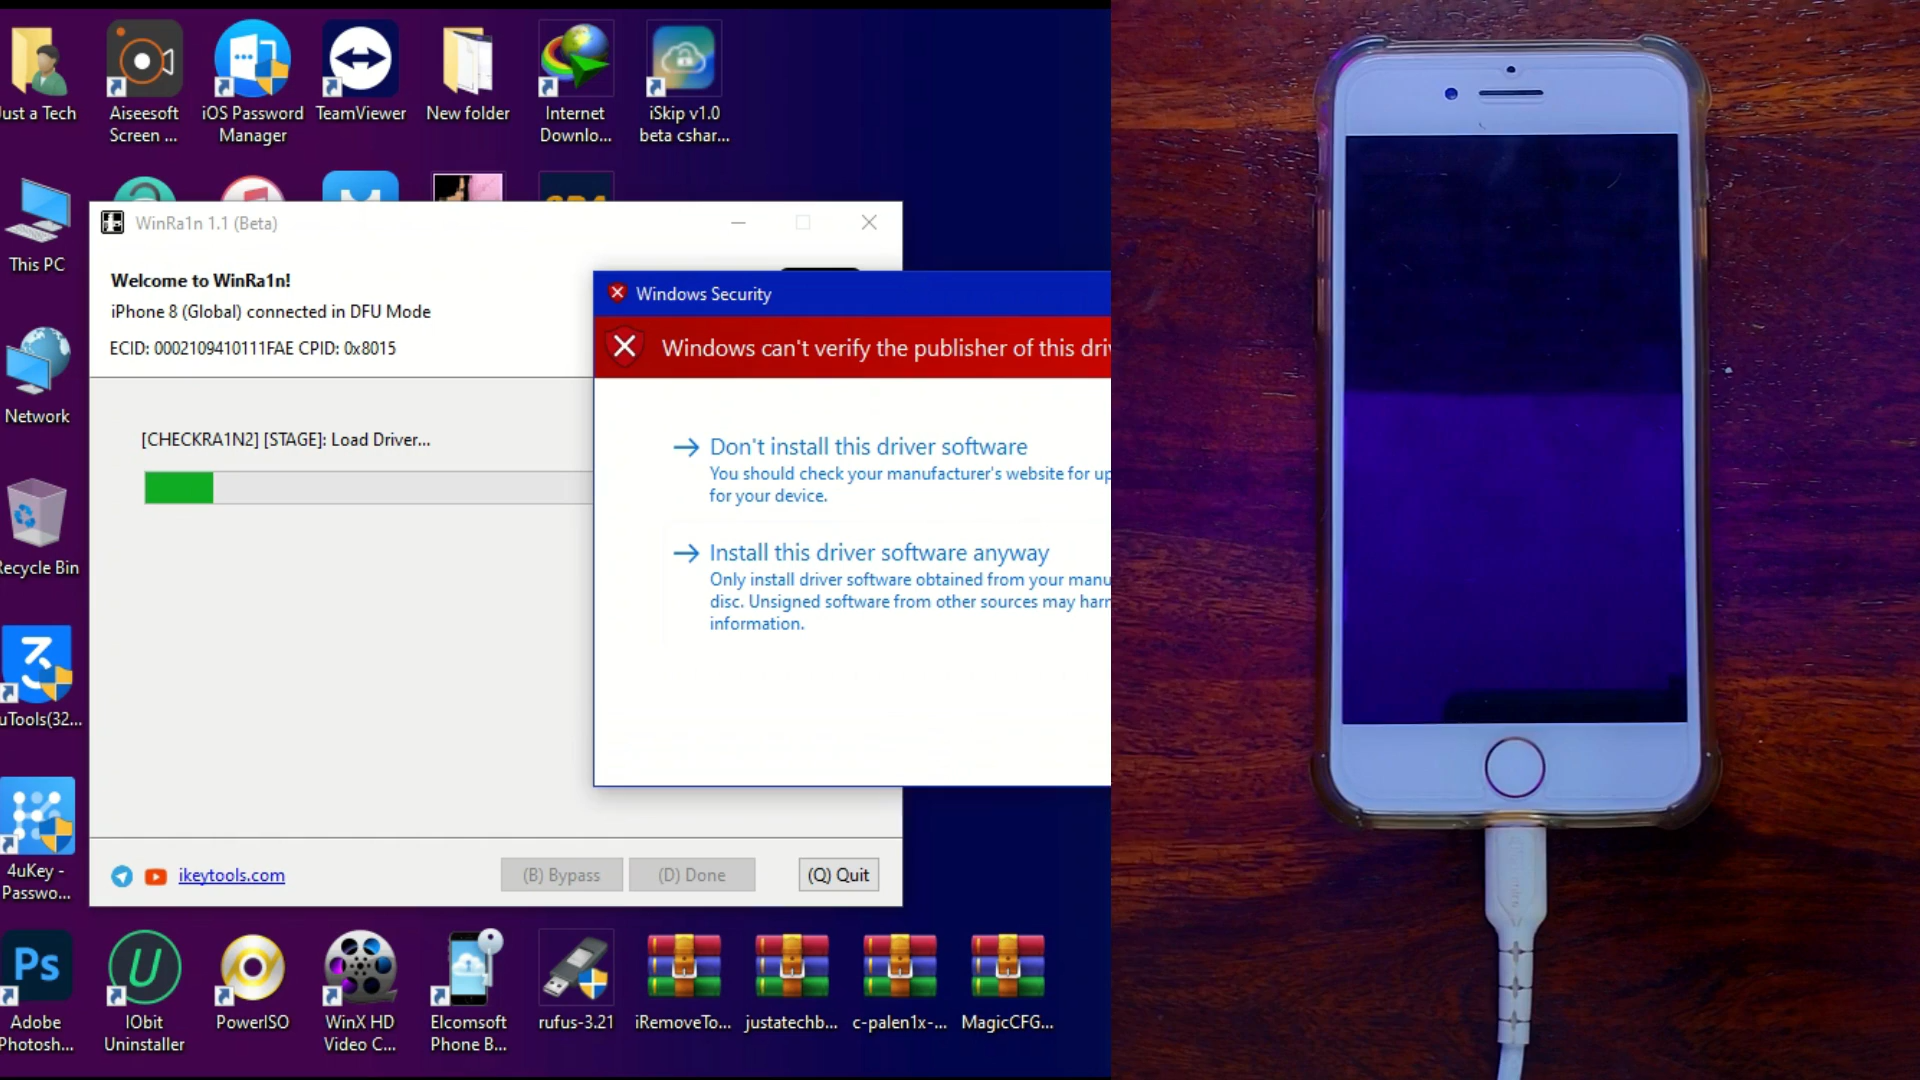 Just a Tech
Aiseesoft
Screen ...
iOS Password
Manager
TeamViewer
New folder
Internet
Downlo...
iSkip v1.0
beta cshar...
This PC
WinRa1n 1.1 (Beta)
Welcome to WinRa1n!
iPhone 8 (Global) connected in DFU Mode
ECID: 0002109410111FAE CPID: 0x8015
Windows Security
Windows can't verify the publisher of this dri
Network
[CHECKRA1N2] [STAGE]: Load Driver...
Don't install this driver software
You should check your manufacturer's website for up
for your device.
Install this driver software anyway
Only install driver software obtained from your manu
disc. Unsigned software from other sources may harm
information.
Recycle Bin
uTools(32...
4uKey -
Passwo...
ikeytools.com
(B) Bypass
(D) Done
(Q) Quit
Ps
Adobe
Photosh...
IObit
Uninstaller
PowerISO
WinX HD
Video C...
Elcomsoft
Phone B...
rufus-3.21
iRemoveTo...
justatechb...
c-palen1x-...
MagicCFG...